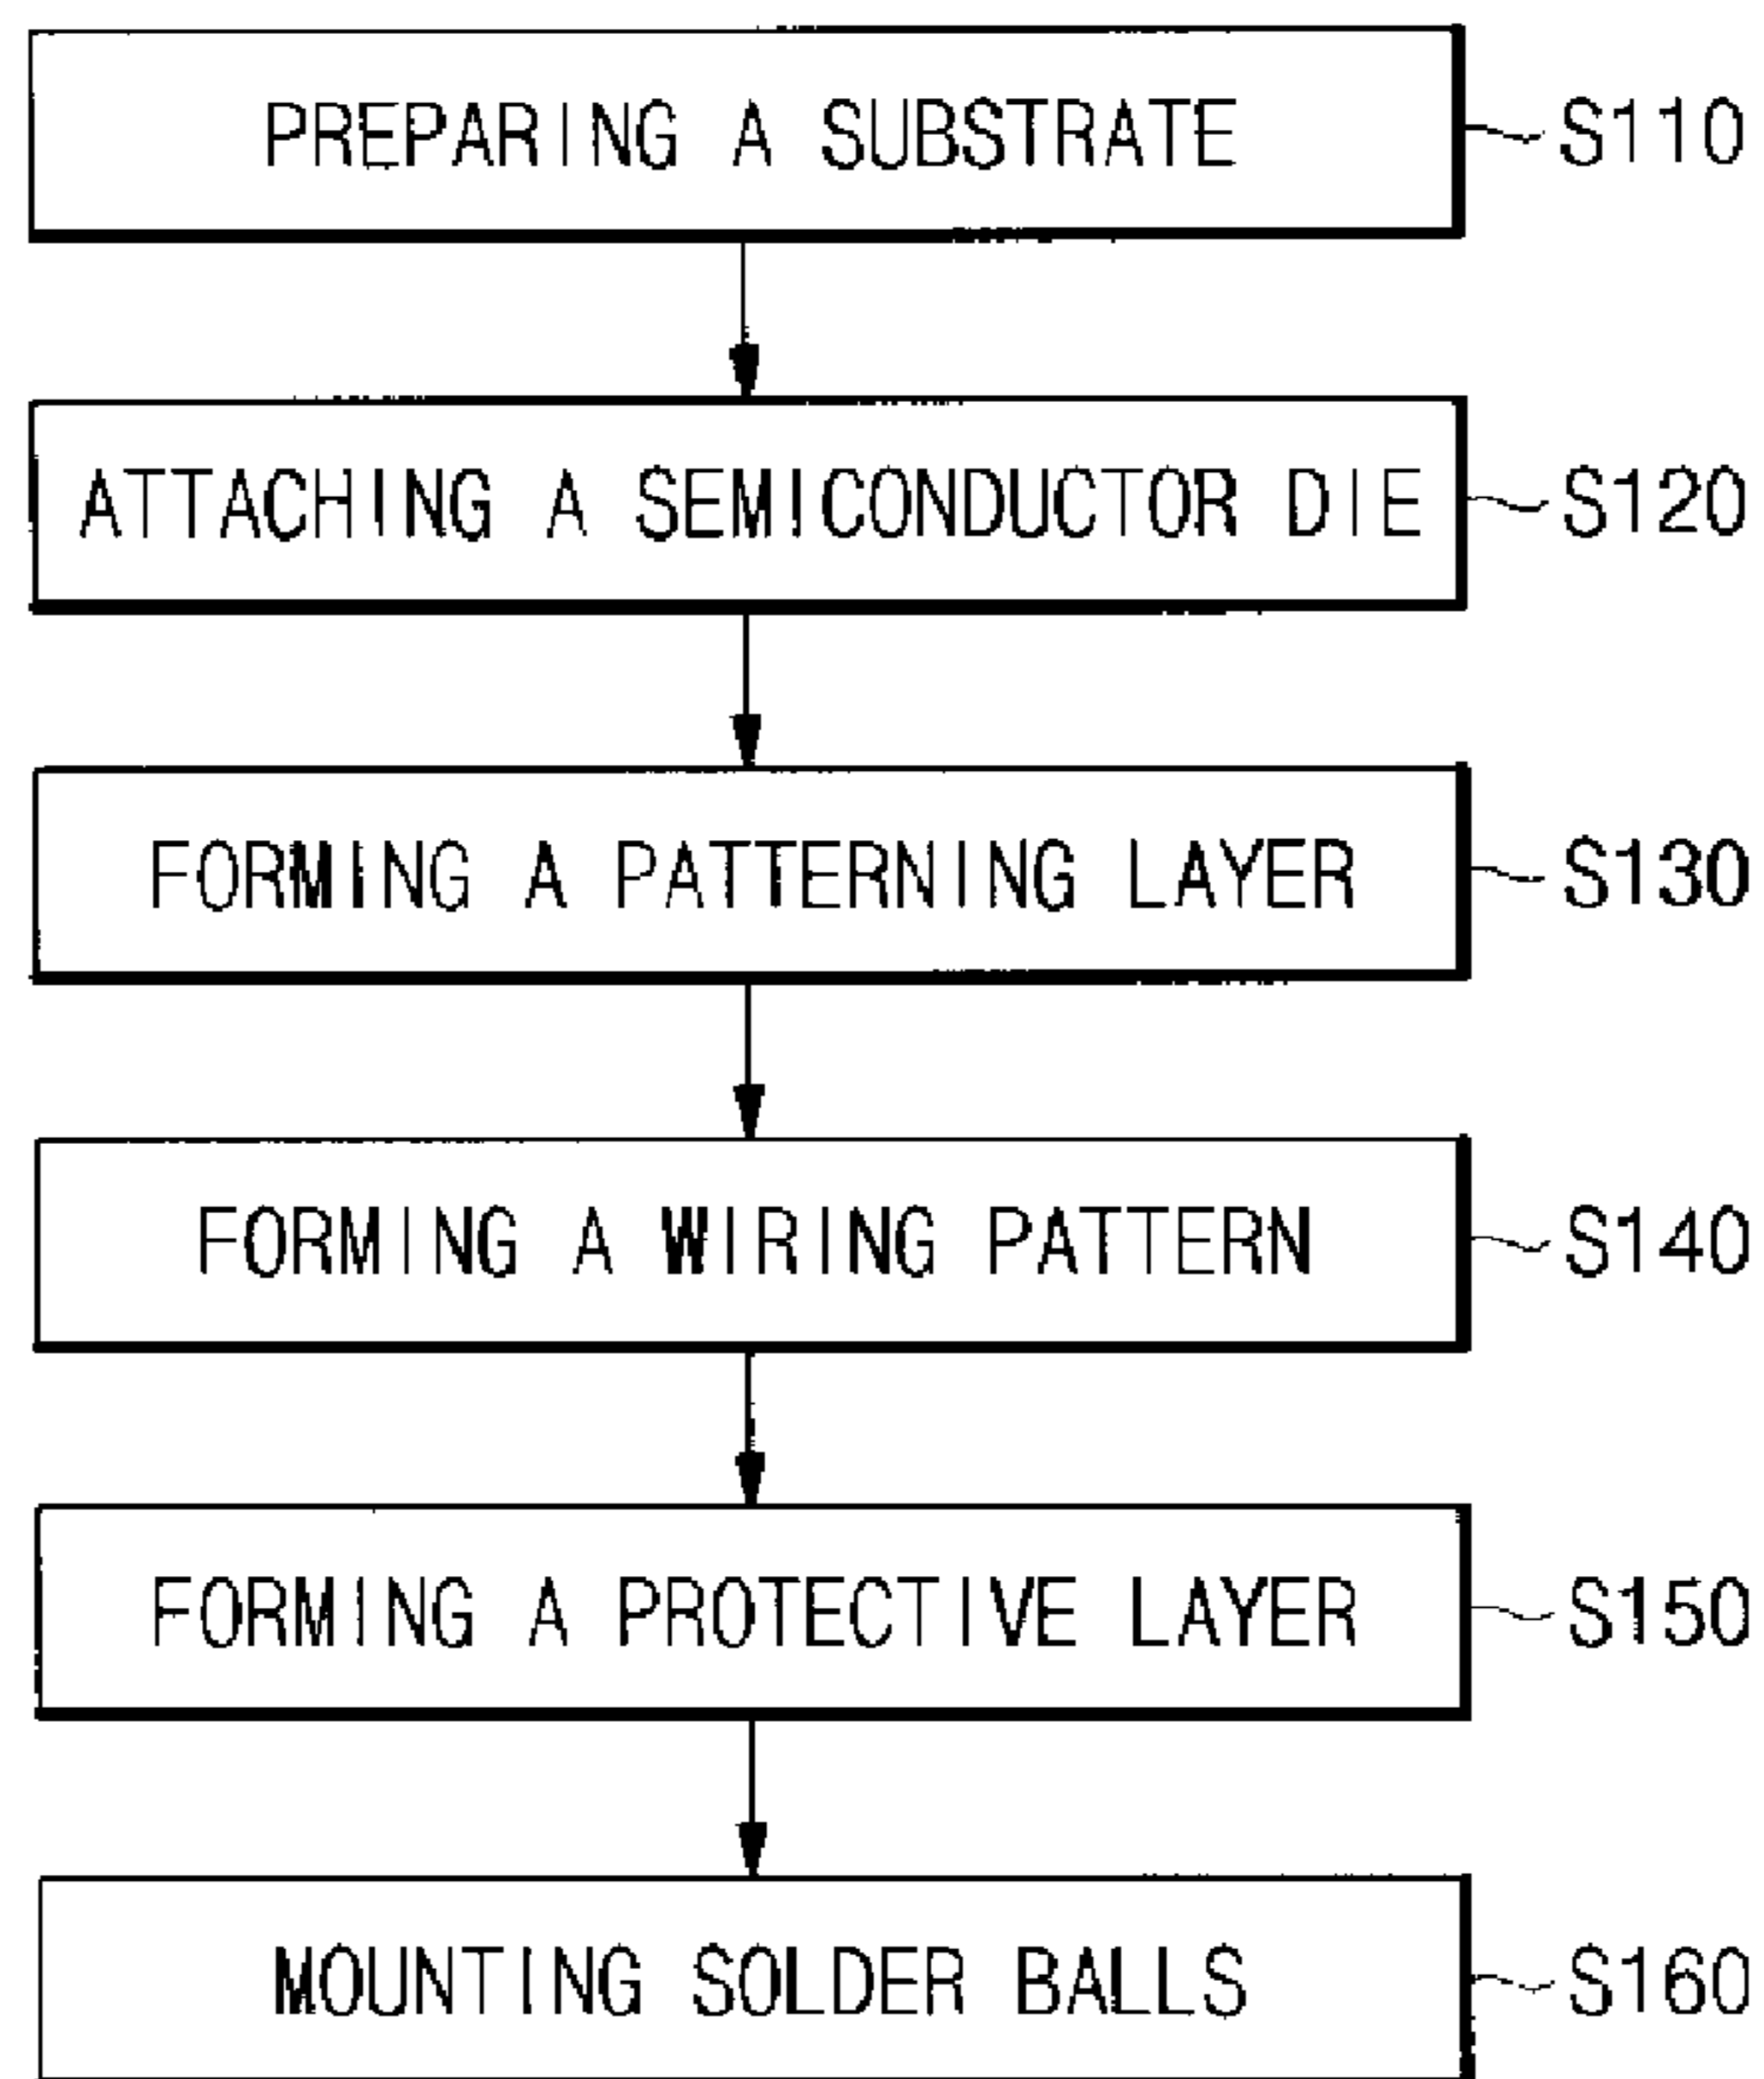 PREPARING A SUBSTRATE S110
ATTACHING A SEMICONDUCTOR DIE S120
FORMING A PATTERNING LAYER S130
FORMING A WIRING PATTERN S140
FORMING A PROTECTIVE LAYER S150
MOUNTING SOLDER BALLS S160